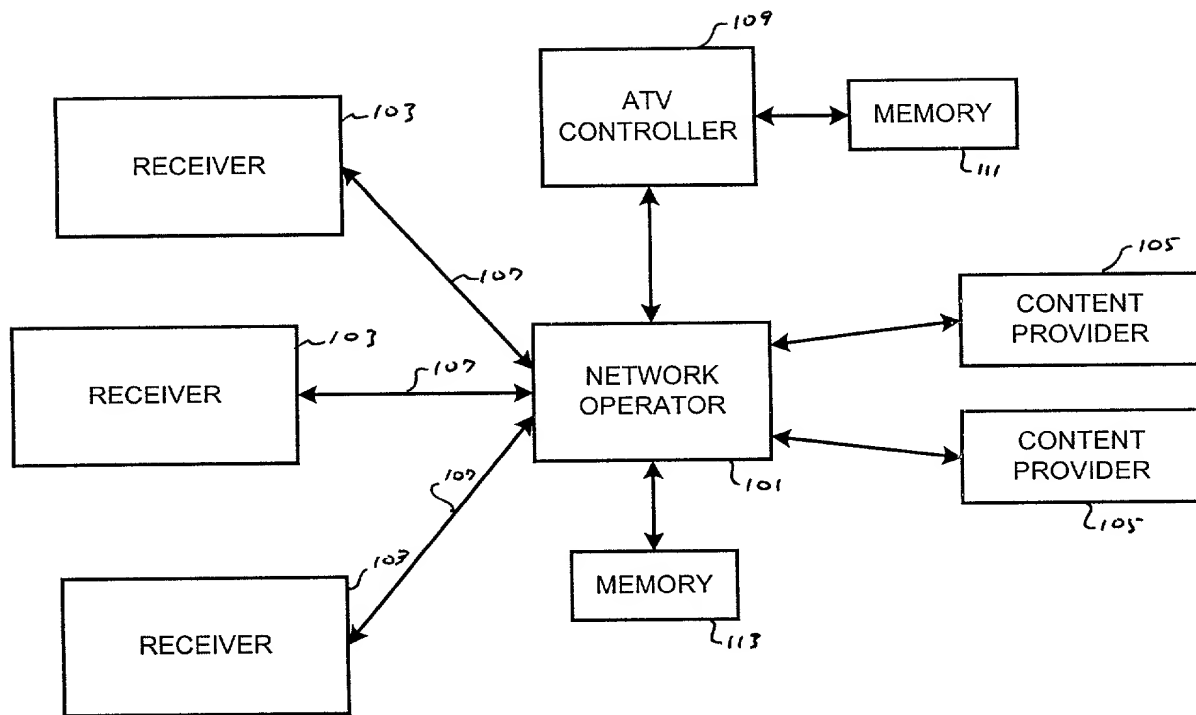 109
ATV
CONTROLLER
MEMORY
111
103
RECEIVER
107
105
CONTENT
PROVIDER
103
RECEIVER
107
NETWORK
OPERATOR
101
CONTENT
PROVIDER
105
107
103
RECEIVER
MEMORY
113